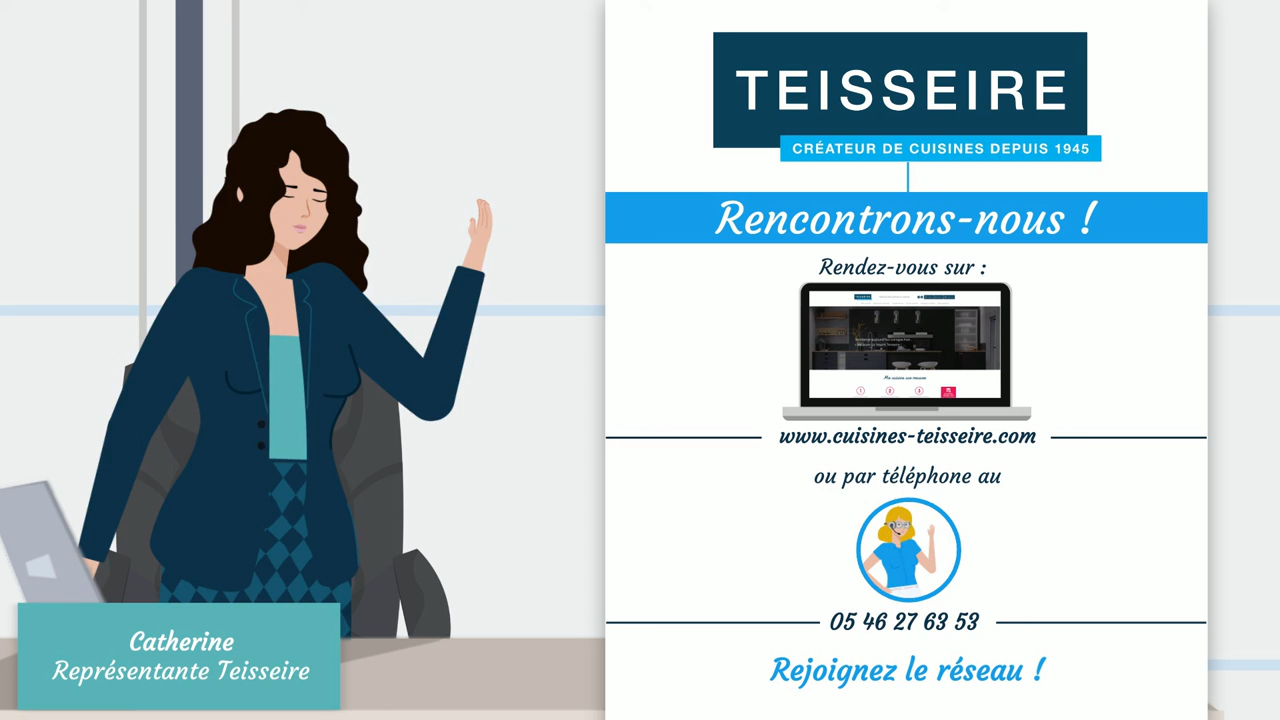 TEISSEIRE
CRÉATEUR DE CUISINES DEPUIS 1945
Rencontrons-nous !
Rendez-vous sur :
TEISSEIRE
www.cuisines-teisseire.com
ou par téléphone au
05 46 27 63 53
Rejoignez le réseau !
Catherine
Représentante Teisseire